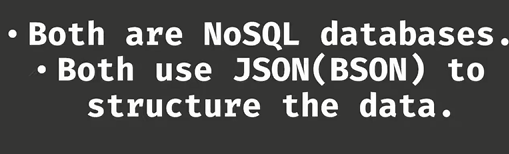 • Both are NoSQL databases.
• Both use JSON(BSON) to
structure the data.